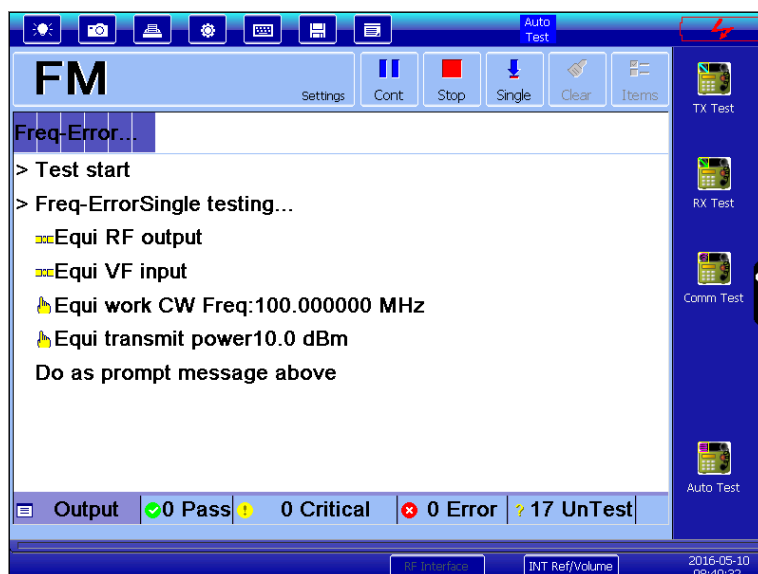 Auto
Test
FM
Settings
Cont
Stop
Single
Clear
Items
TX Test
Freq-Error...
> Test start
> Freq-ErrorSingle testing...
RX Test
Equi RF output
Equi VF input
Equi work CW Freq:100.000000 MHz
Comm Test
Equi transmit power10.0 dBm
Do as prompt message above
Auto Test
Output 0 Pass 0 Critical 0 Error 17 UnTest
RF Interface
INT Ref/Volume
2016-05-10